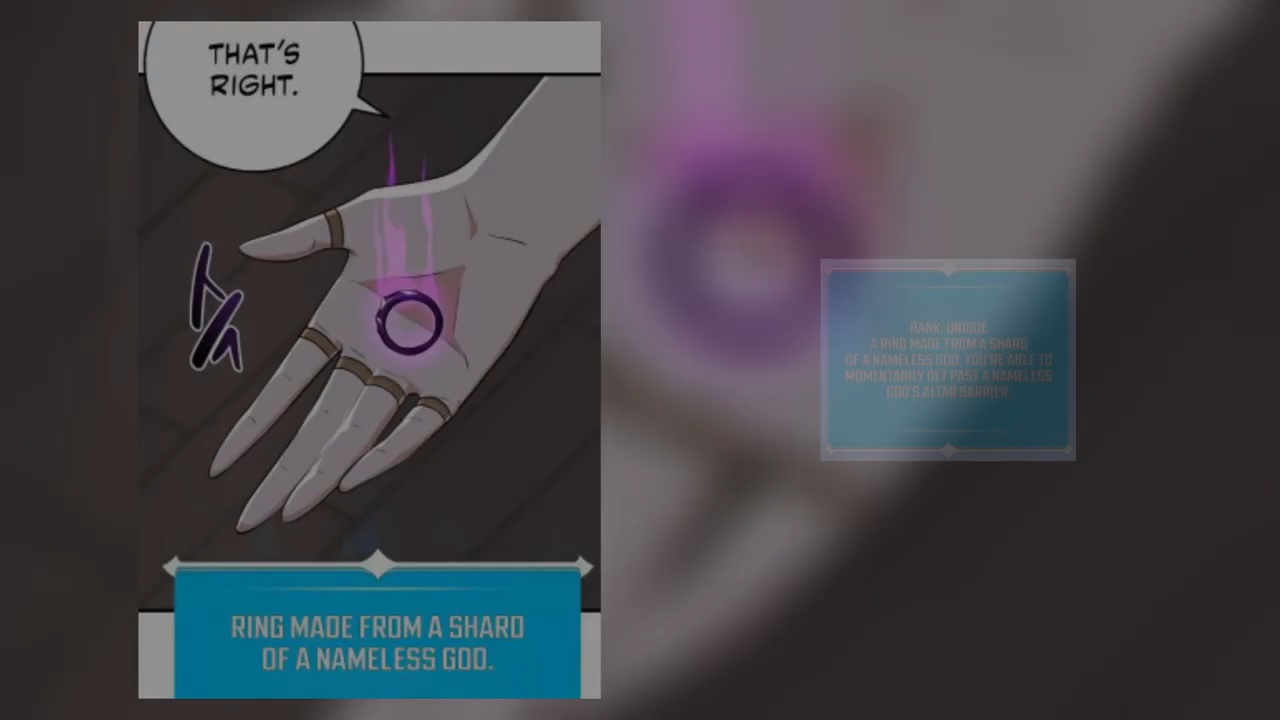 THAT'S
RIGHT.
RING MADE FROM A SHARD
OF A NAMELESS GOD.
RANK: UNIQUE
A RING MADE FROM A SHARD
OF A NAMELESS GOD. YOU'RE ABLE TO
MOMENTARILY GET PAST A NAMELESS
GOD'S ALTAR BARRIER